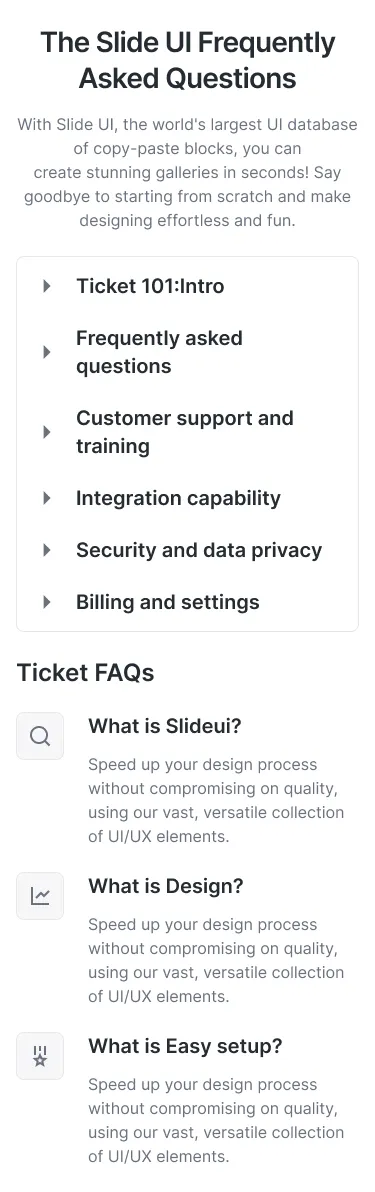 The Slide UI Frequently
Asked Questions
With Slide UI, the world's largest UI database
of copy-paste blocks, you can
create stunning galleries in seconds! Say
goodbye to starting from scratch and make
designing effortless and fun.
Ticket 101:Intro
Frequently asked
questions
Customer support and
training
Integration capability
Security and data privacy
Billing and settings
Ticket FAQs
What is Slideui?
Speed up your design process
without compromising on quality,
using our vast, versatile collection
of UI/UX elements.
What is Design?
Speed up your design process
without compromising on quality,
using our vast, versatile collection
of UI/UX elements.
What is Easy setup?
Speed up your design process
without compromising on quality,
using our vast, versatile collection
of UI/UX elements.